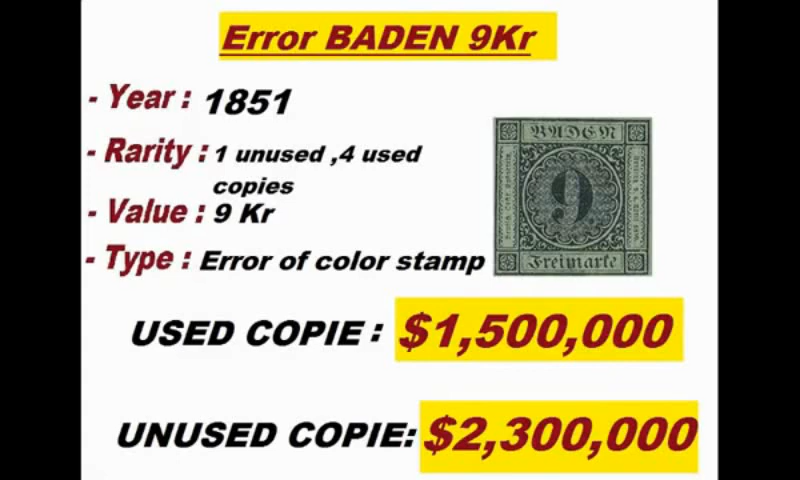 Error BADEN 9Kr
- Year : 1851
- Rarity : 1 unused ,4 used
copies
- Value : 9 Kr
- Type : Error of color stamp
BADEN
9
Freimarke
USED COPIE : $1,500,000
UNUSED COPIE: $2,300,000